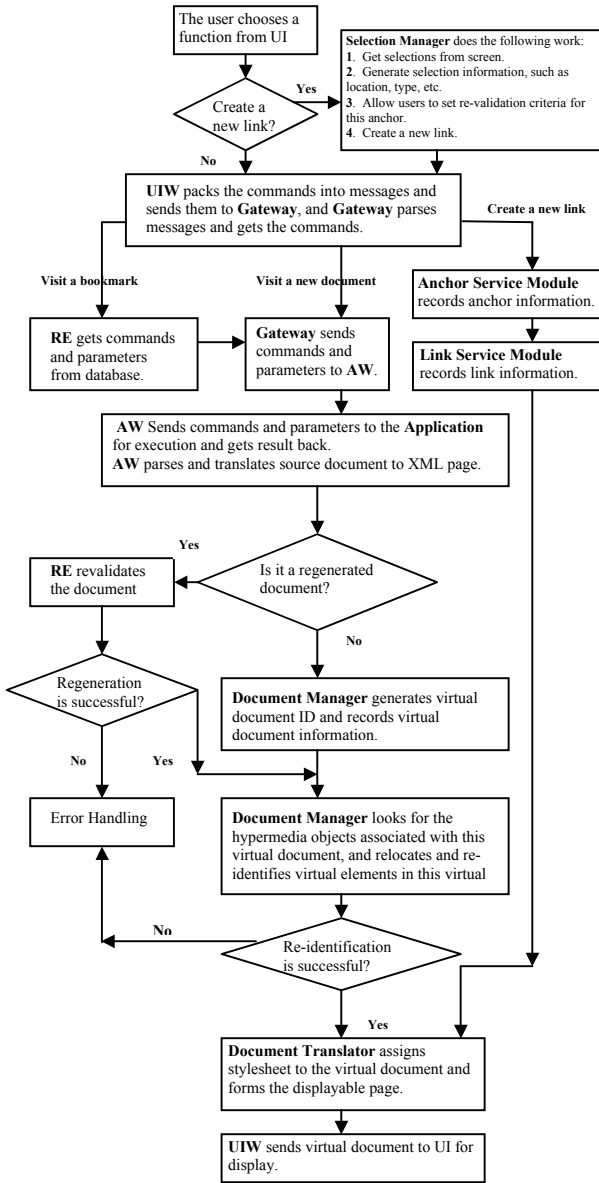 The user chooses a
function from UI
Selection Manager does the following work:
1. Get selections from screen.
2. Generate selection information, such as
location, type, etc.
3. Allow users to set re-validation criteria for
this anchor.
4. Create a new link.
Yes
Create a
new link?
No
UIW packs the commands into messages and
sends them to Gateway, and Gateway parses
messages and gets the commands.
Create a new link
Visit a bookmark
Visit a new document
Anchor Service Module
records anchor information.
RE gets commands
and parameters
from database.
Gateway sends
commands and
parameters to AW.
Link Service Module
records link information.
AW Sends commands and parameters to the Application
for execution and gets result back.
AW parses and translates source document to XML page.
Yes
Is it a regenerated
document?
RE revalidates
the document
No
Regeneration
is successful?
Document Manager generates virtual
document ID and records virtual
document information.
No
Yes
Error Handling
Document Manager looks for the
hypermedia objects associated with this
virtual document, and relocates and re-
identifies virtual elements in this virtual
No
Re-identification
is successful?
Yes
Document Translator assigns
stylesheet to the virtual document and
forms the displayable page.
UIW sends virtual document to UI for
display.